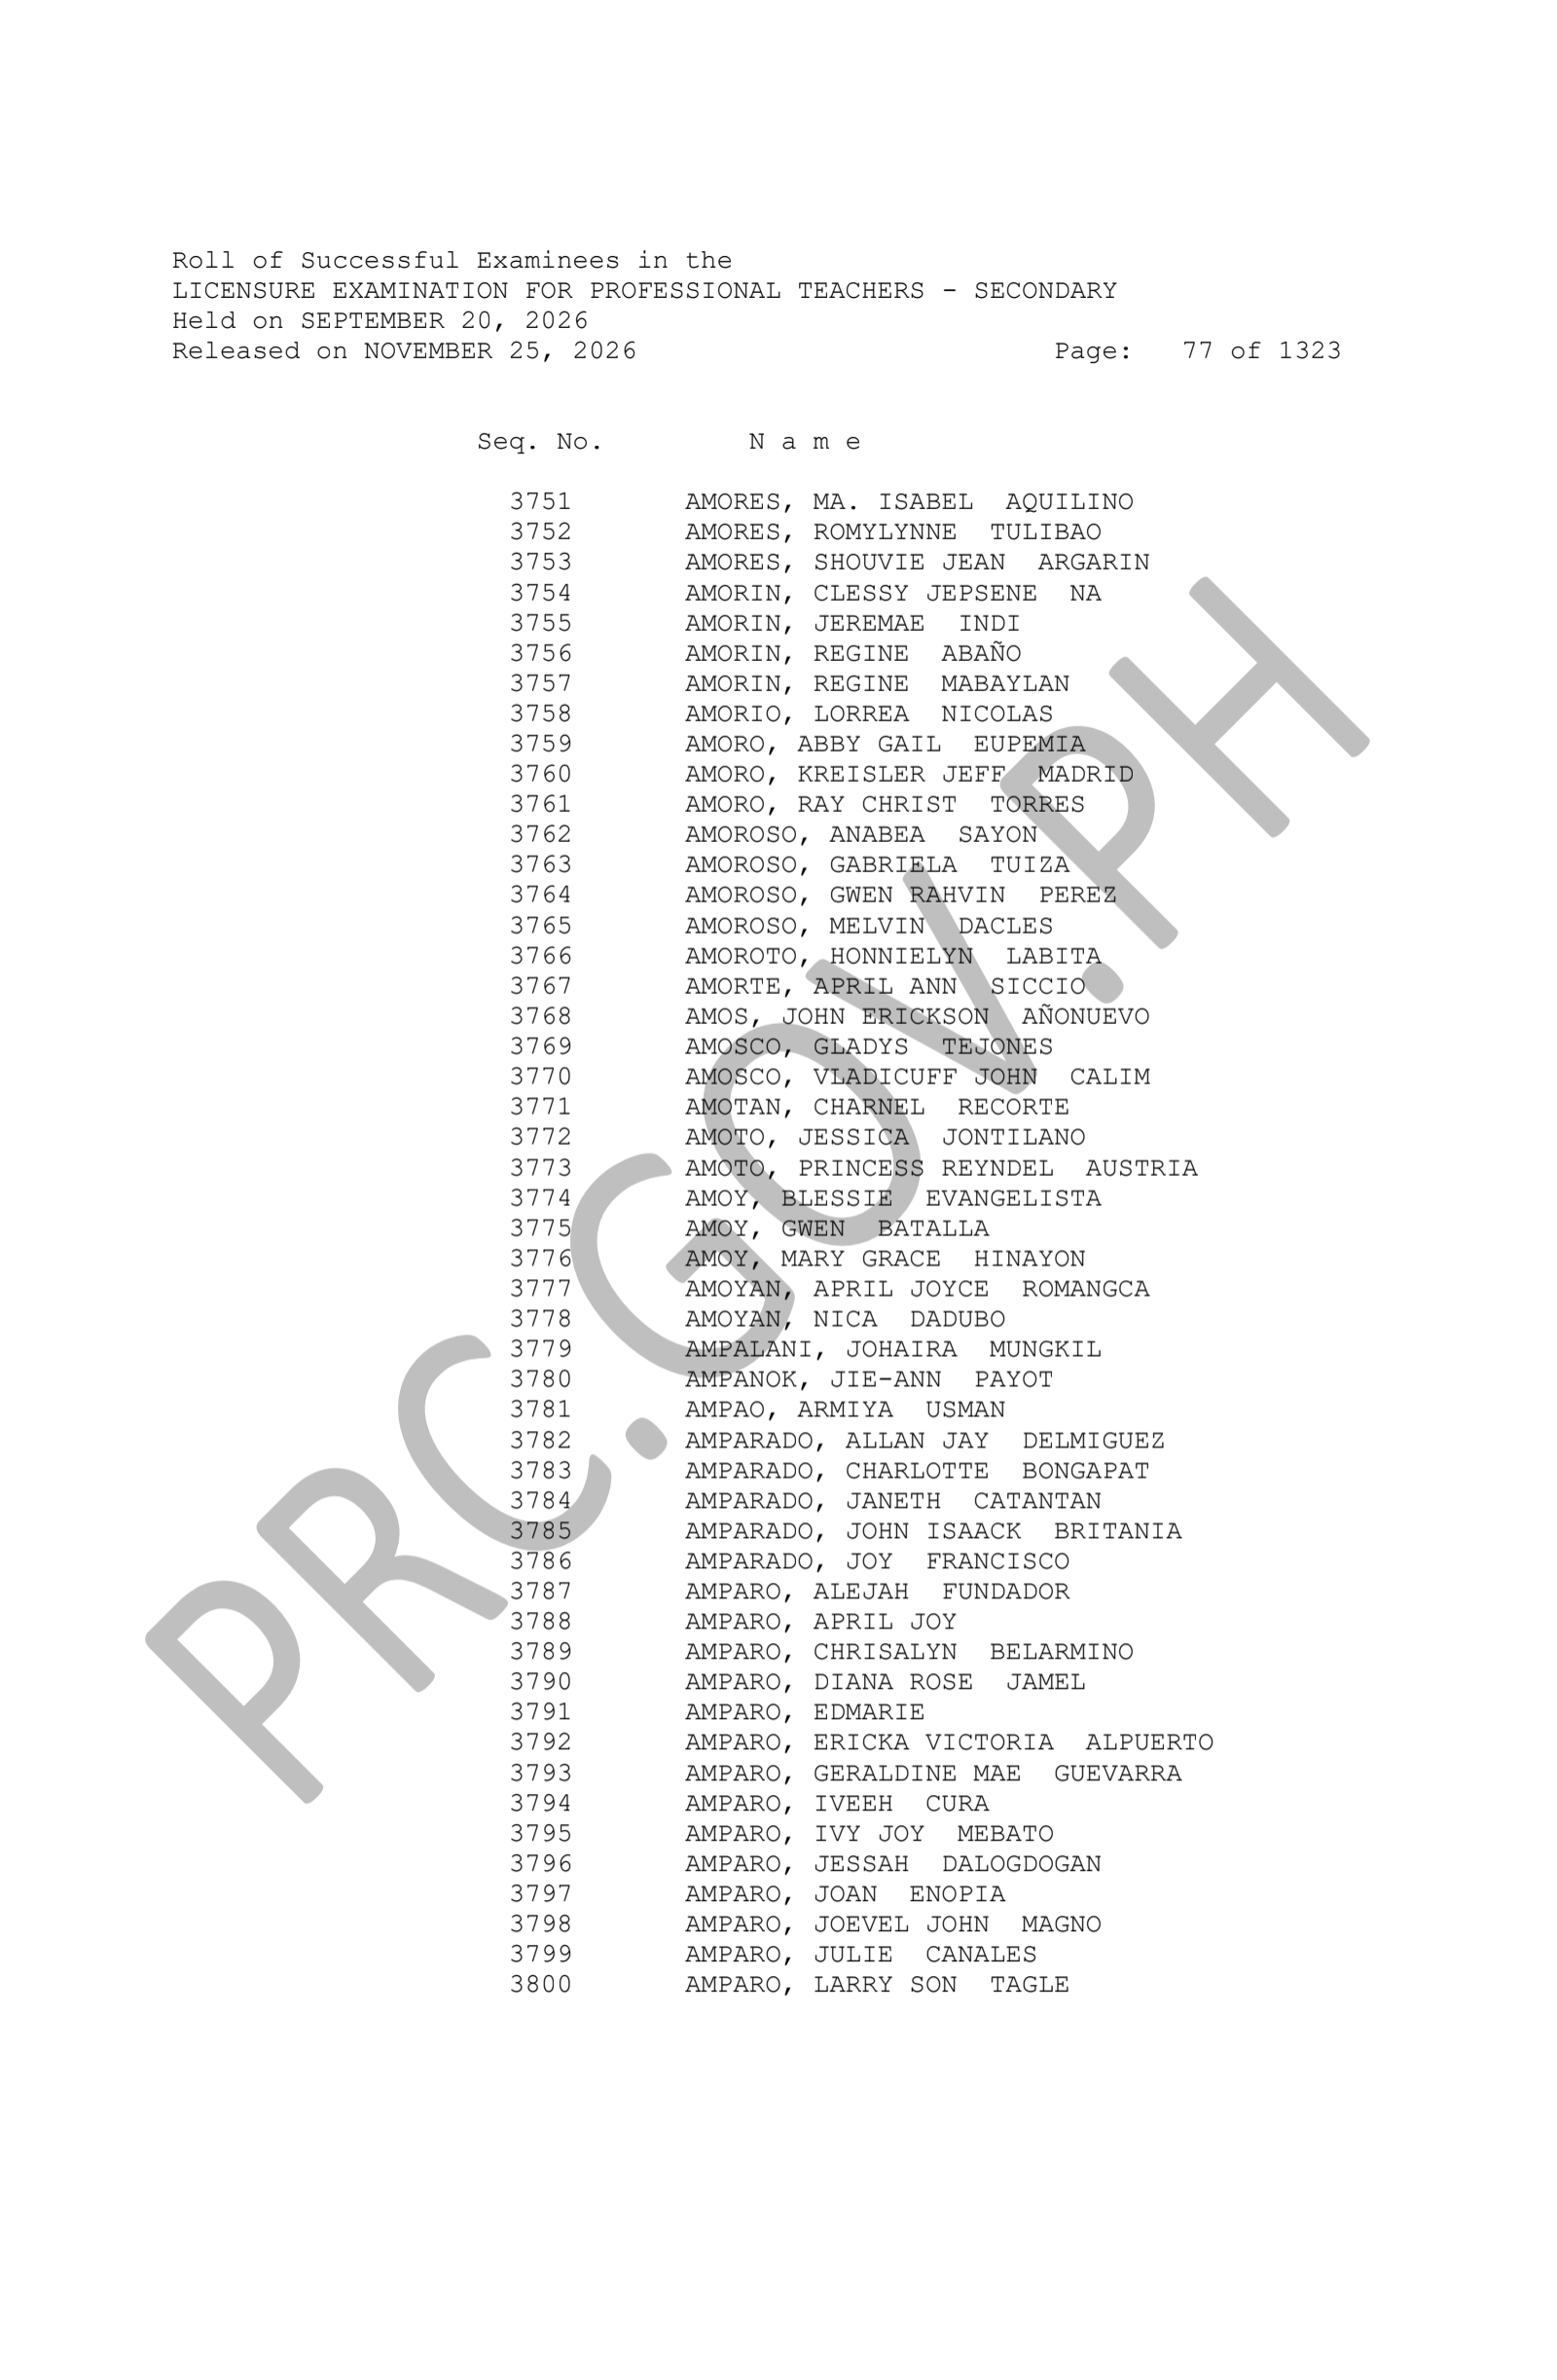 Roll of Successful Examinees in the
LICENSURE EXAMINATION FOR PROFESSIONAL TEACHERS - SECONDARY
Held on SEPTEMBER 20, 2026
Released on NOVEMBER 25, 2026 Page: 77 of 1323
Seq. No. N a m e
3751 AMORES, MA. ISABEL AQUILINO
3752 AMORES, ROMYLYNNE TULIBAO
3753 AMORES, SHOUVIE JEAN ARGARIN
3754 AMORIN, CLESSY JEPSENE NA
3755 AMORIN, JEREMAE INDI
3756 AMORIN, REGINE ABAÑO
3757 AMORIN, REGINE MABAYLAN
3758 AMORIO, LORREA NICOLAS
3759 AMORO, ABBY GAIL EUPEMIA
3760 AMORO, KREISLER JEFF MADRID
3761 AMORO, RAY CHRIST TORRES
3762 AMOROSO, ANABEA SAYON
3763 AMOROSO, GABRIELA TUIZA
3764 AMOROSO, GWEN RAHVIN PEREZ
3765 AMOROSO, MELVIN DACLES
3766 AMOROTO, HONNIELYN LABITA
3767 AMORTE, APRIL ANN SICCIO
3768 AMOS, JOHN ERICKSON AÑONUEVO
3769 AMOSCO, GLADYS TEJONES
3770 AMOSCO, VLADICUFF JOHN CALIM
3771 AMOTAN, CHARNEL RECORTE
3772 AMOTO, JESSICA JONTILANO
3773 AMOTO, PRINCESS REYNDEL AUSTRIA
3774 AMOY, BLESSIE EVANGELISTA
3775 AMOY, GWEN BATALLA
3776 AMOY, MARY GRACE HINAYON
3777 AMOYAN, APRIL JOYCE ROMANGCA
3778 AMOYAN, NICA DADUBO
3779 AMPALANI, JOHAIRA MUNGKIL
3780 AMPANOK, JIE-ANN PAYOT
3781 AMPAO, ARMIYA USMAN
3782 AMPARADO, ALLAN JAY DELMIGUEZ
3783 AMPARADO, CHARLOTTE BONGAPAT
3784 AMPARADO, JANETH CATANTAN
3785 AMPARADO, JOHN ISAACK BRITANIA
3786 AMPARADO, JOY FRANCISCO
3787 AMPARO, ALEJAH FUNDADOR
3788 AMPARO, APRIL JOY
3789 AMPARO, CHRISALYN BELARMINO
3790 AMPARO, DIANA ROSE JAMEL
3791 AMPARO, EDMARIE
3792 AMPARO, ERICKA VICTORIA ALPUERTO
3793 AMPARO, GERALDINE MAE GUEVARRA
3794 AMPARO, IVEEH CURA
3795 AMPARO, IVY JOY MEBATO
3796 AMPARO, JESSAH DALOGDOGAN
3797 AMPARO, JOAN ENOPIA
3798 AMPARO, JOEVEL JOHN MAGNO
3799 AMPARO, JULIE CANALES
3800 AMPARO, LARRY SON TAGLE
PRC.GOV.PH